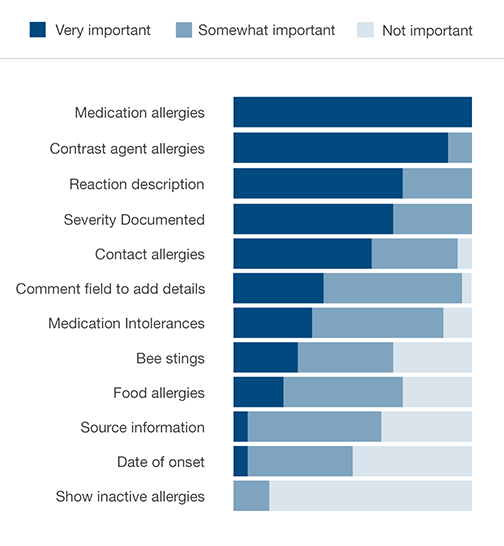 Very important Somewhat important Not important
Medication allergies
Contrast agent allergies
Reaction description
Severity Documented
Contact allergies
Comment field to add details
Medication Intolerances
Bee stings
Food allergies
Source information
Date of onset
Show inactive allergies